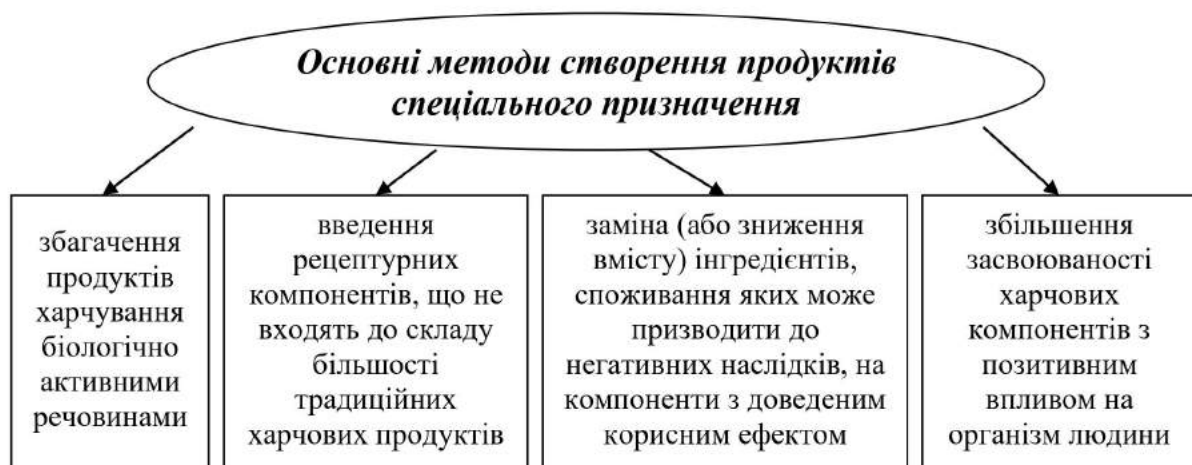 Основні методи створення продуктів
спеціального призначення
збагачення
продуктів
харчування
біологічно
активними
речовинами
введення
рецептурних
компонентів, що не
входять до складу
більшості
традиційних
харчових продуктів
заміна (або зниження
вмісту) інгредієнтів,
споживання яких може
призводити до
негативних наслідків, на
компоненти з доведеним
корисним ефектом
збільшення
засвоюваності
харчових
компонентів з
позитивним
впливом на
організм людини